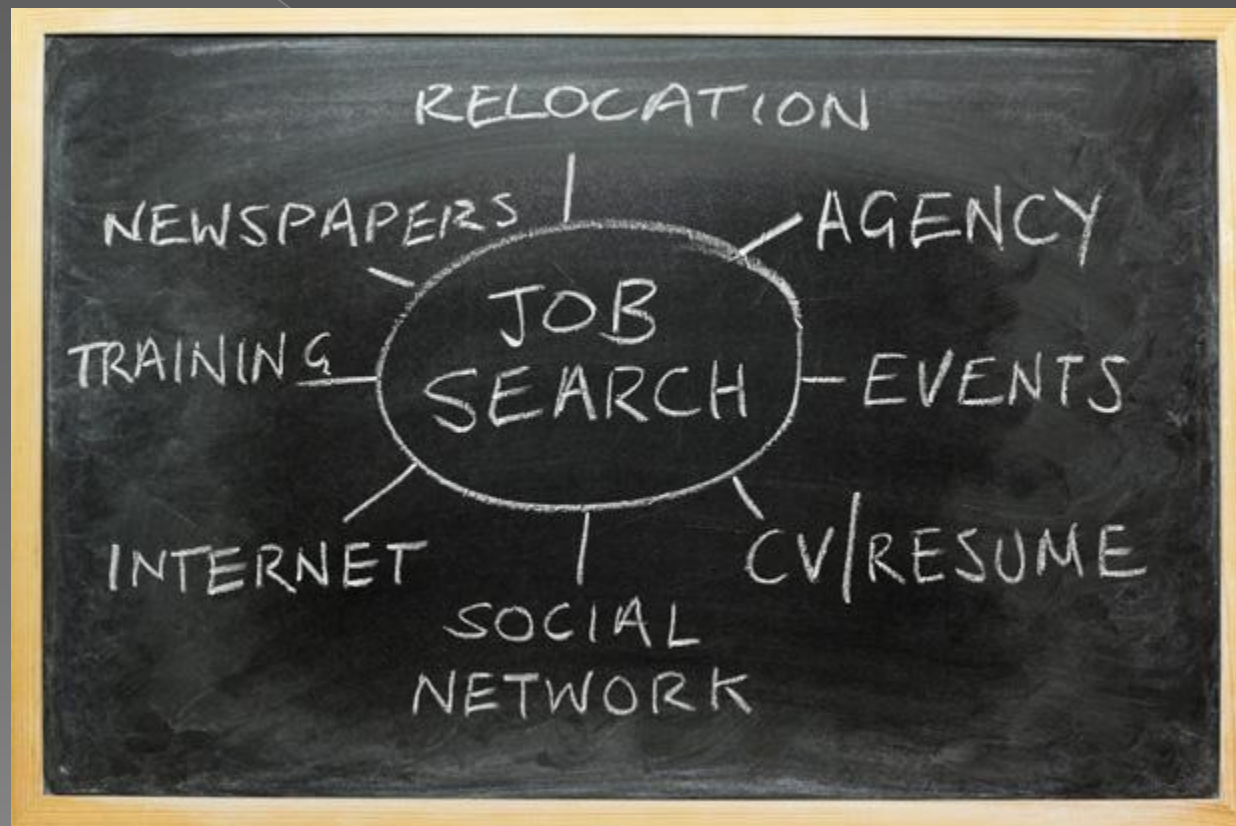 RELOCATION
NEWSPAPERS
AGENCY
JOB
SEARCH
TRAINING
EVENTS
INTERNET
CV/RESUME
SOCIAL
NETWORK